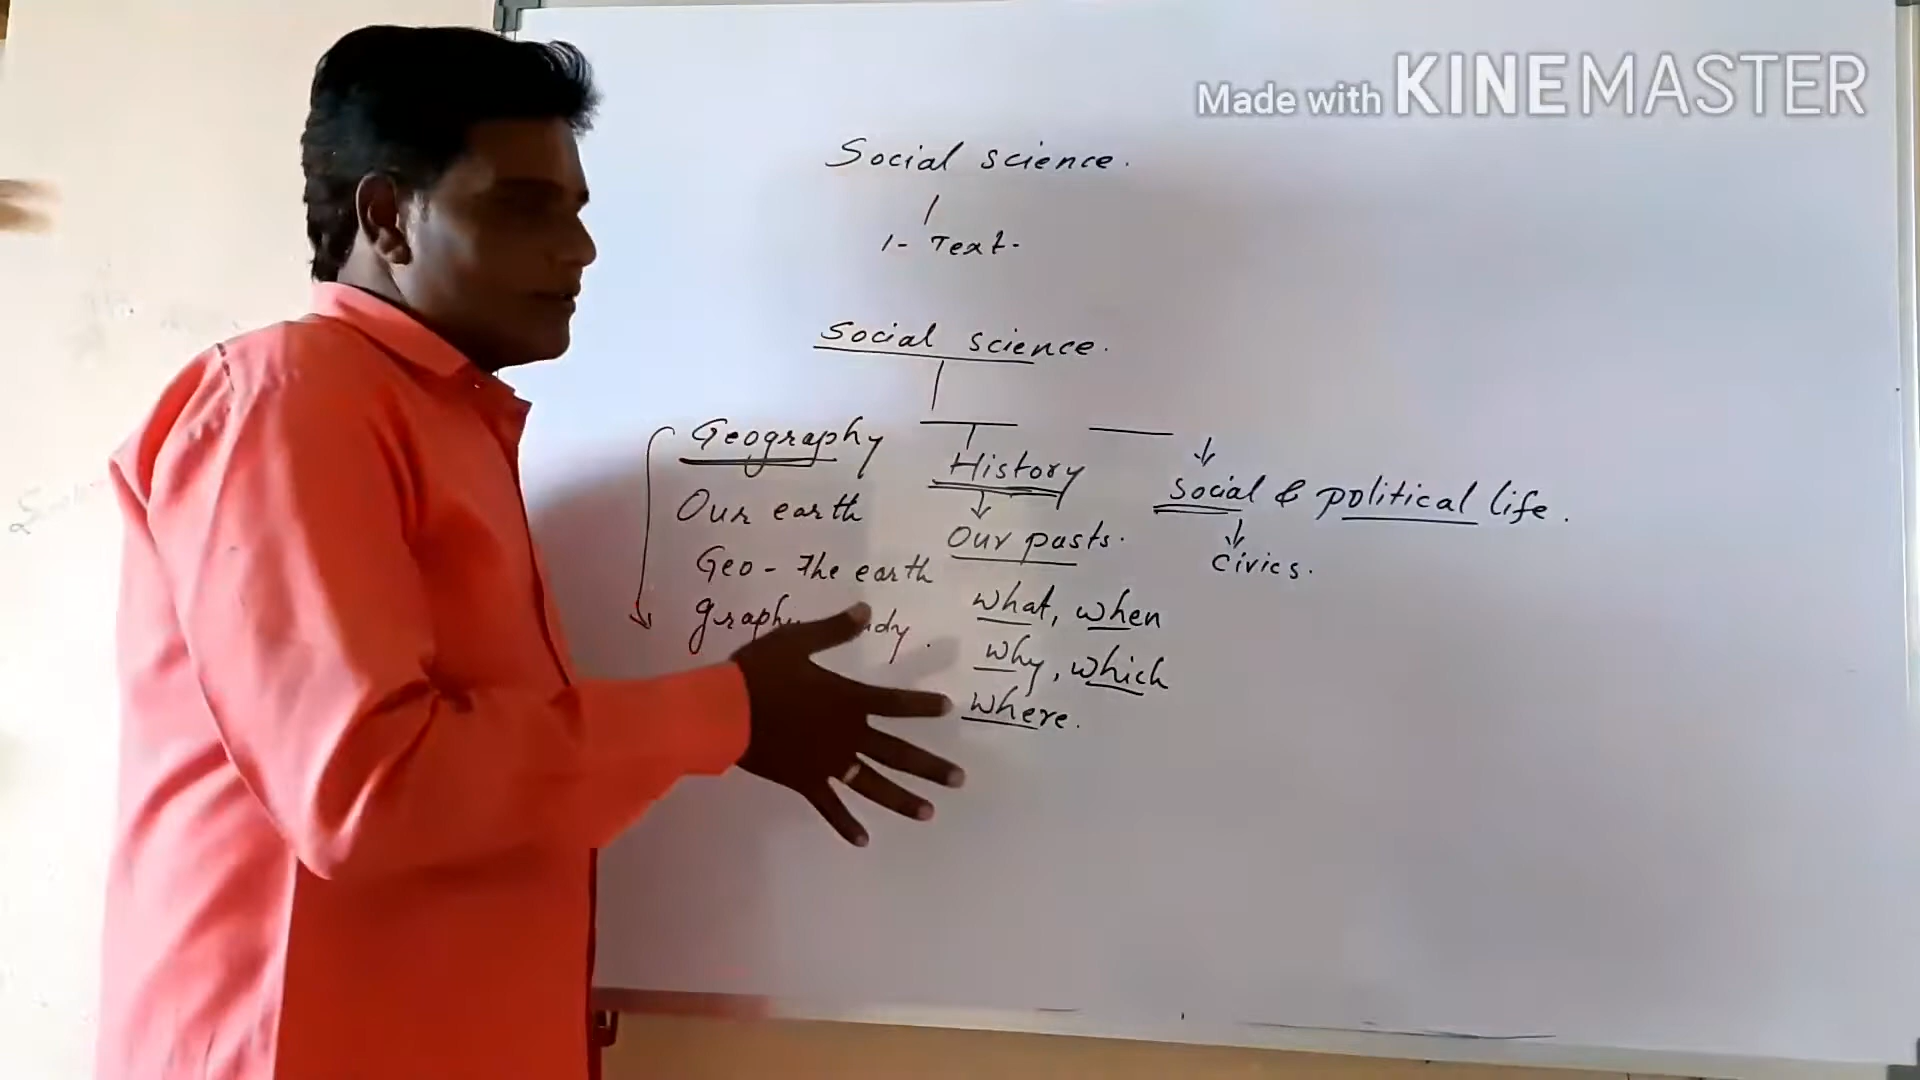 Made with KINEMASTER
Social science.
1- Text-
Social science.
Geography
Our earth
Geo - The earth
History
Our pasts.
what, when
why, which
where.
Social & political life.
Civics.